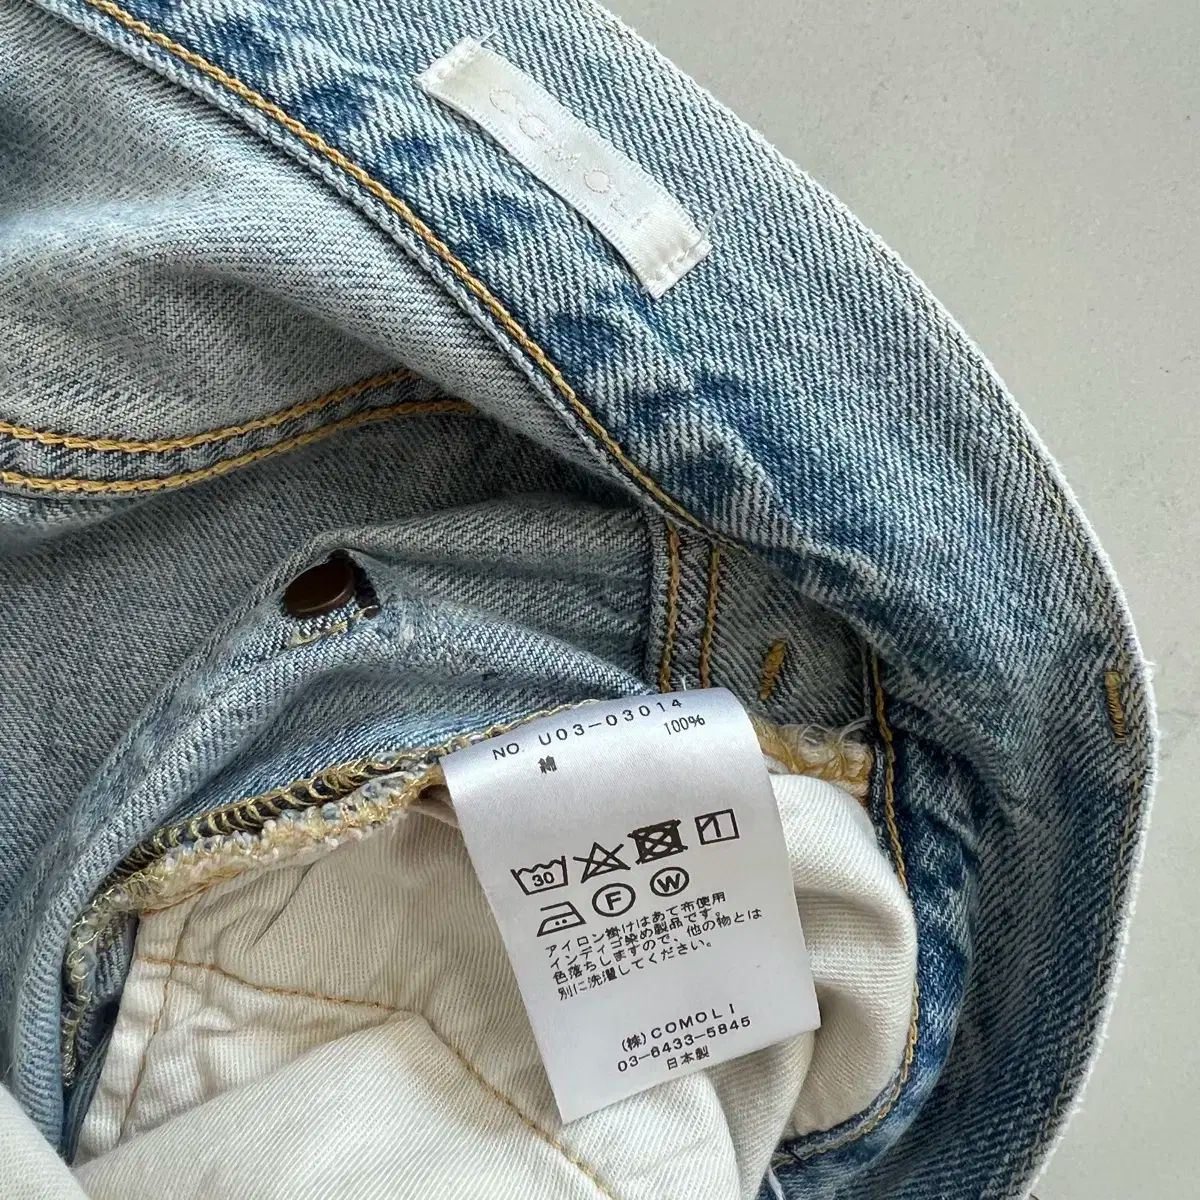 COMOLI
NO. U03-03014
綿 100%
30
F W
アイロン掛けはあて布使用
インディゴ染め製品です。
色落ちしますので、他の物とは
別に洗濯してください。
(株)COMOLI
03-6433-5845
日本製